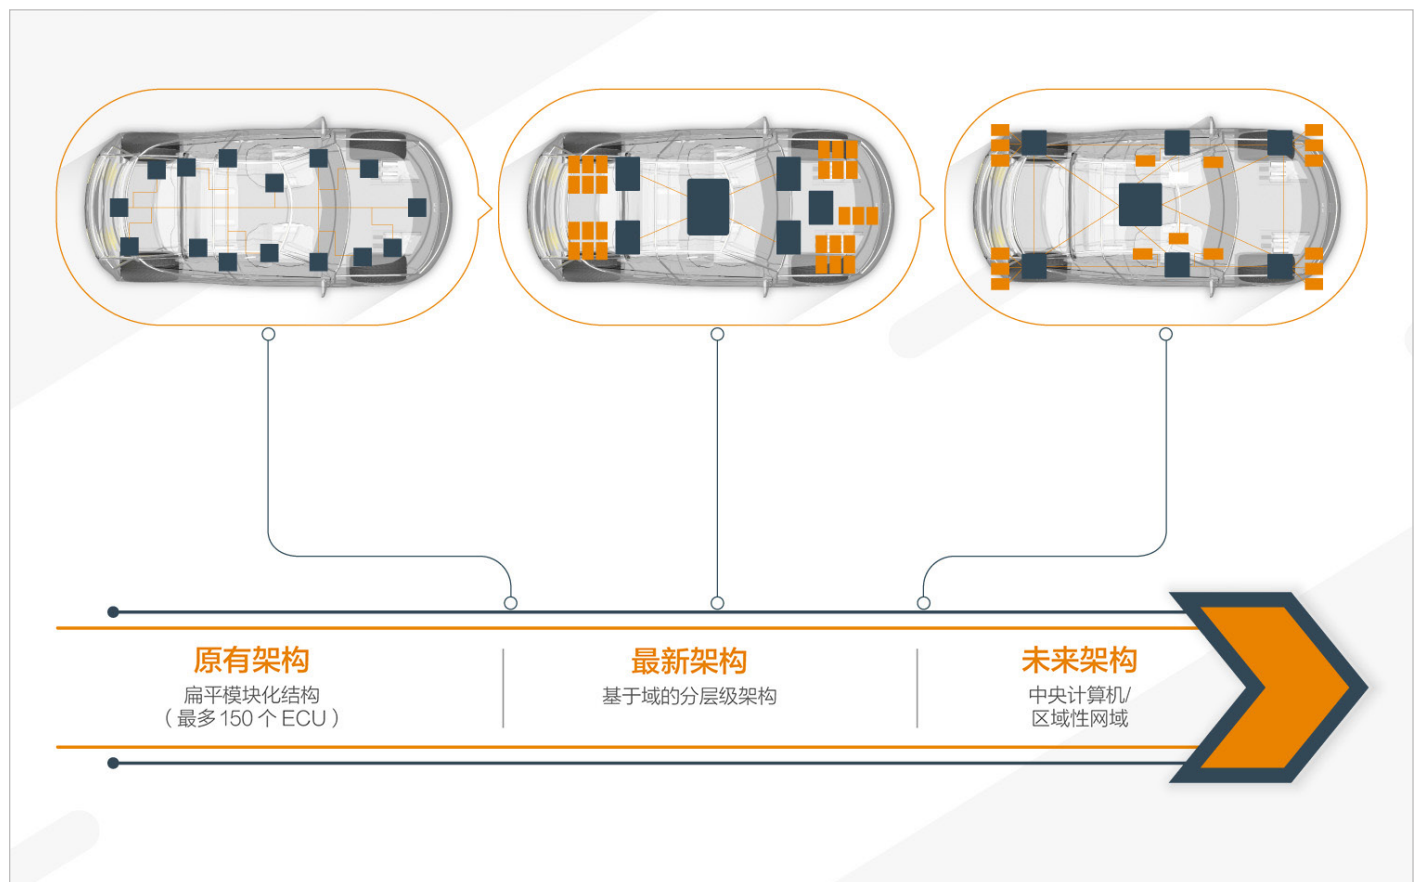 原有架构
扁平模块化结构
（最多 150 个 ECU）
最新架构
基于域的分层级架构
未来架构
中央计算机/
区域性网域